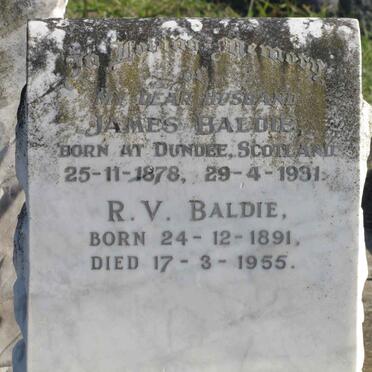 In Loving Memory
OF
MY DEAR HUSBAND
JAMES BALDIE,
BORN AT DUNDEE, SCOTLAND
25-11-1878, 29-4-1931.
R. V. BALDIE,
BORN 24-12-1891,
DIED 17-3-1955.